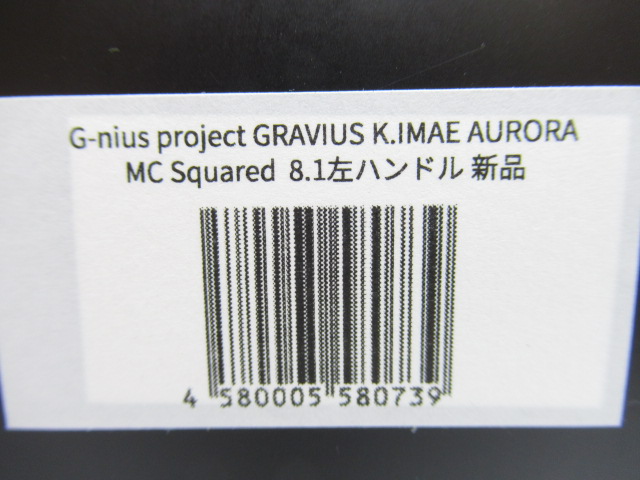 G-nius project GRAVIUS K.IMAE AURORA
MC Squared 8.1左ハンドル 新品
4 580005 580739